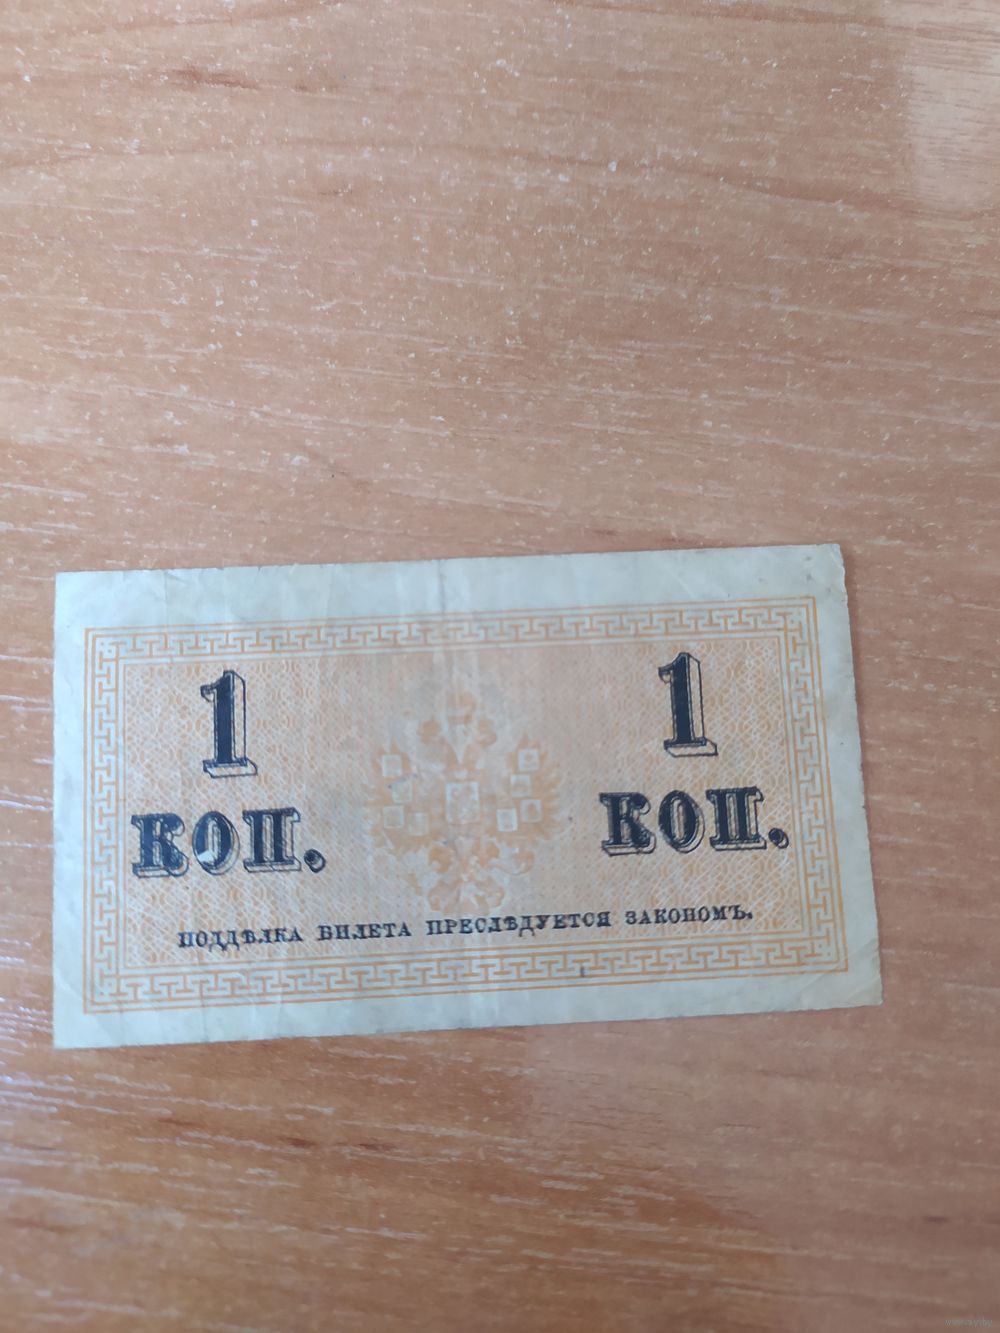 1 1
КОП. КОП.
ПОДДѢЛКА БИЛЕТА ПРЕСЛѢДУЕТСЯ ЗАКОНОМЪ.